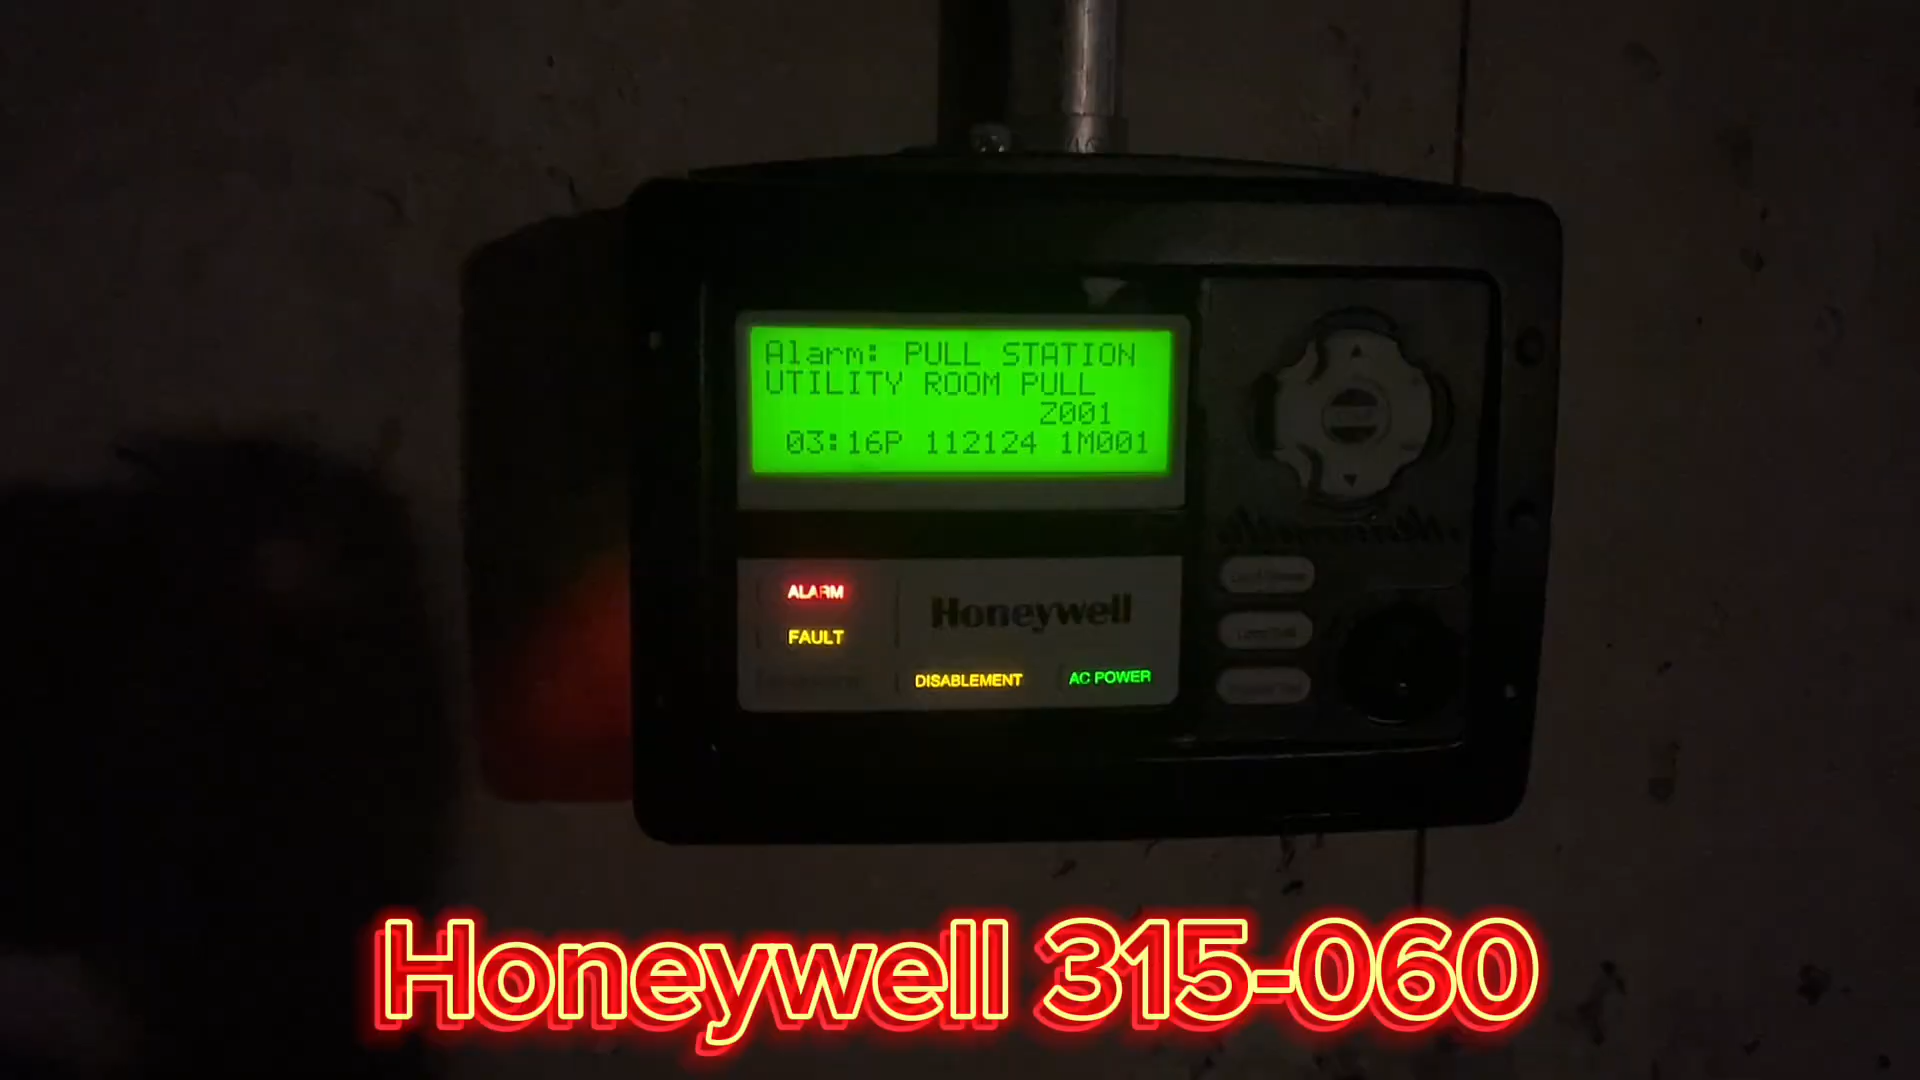 Alarm: PULL STATION
UTILITY ROOM PULL
Z001
03:16P 112124 1M001
ALARM
FAULT
Honeywell
DISABLEMENT
AC POWER
Honeywell 315-060